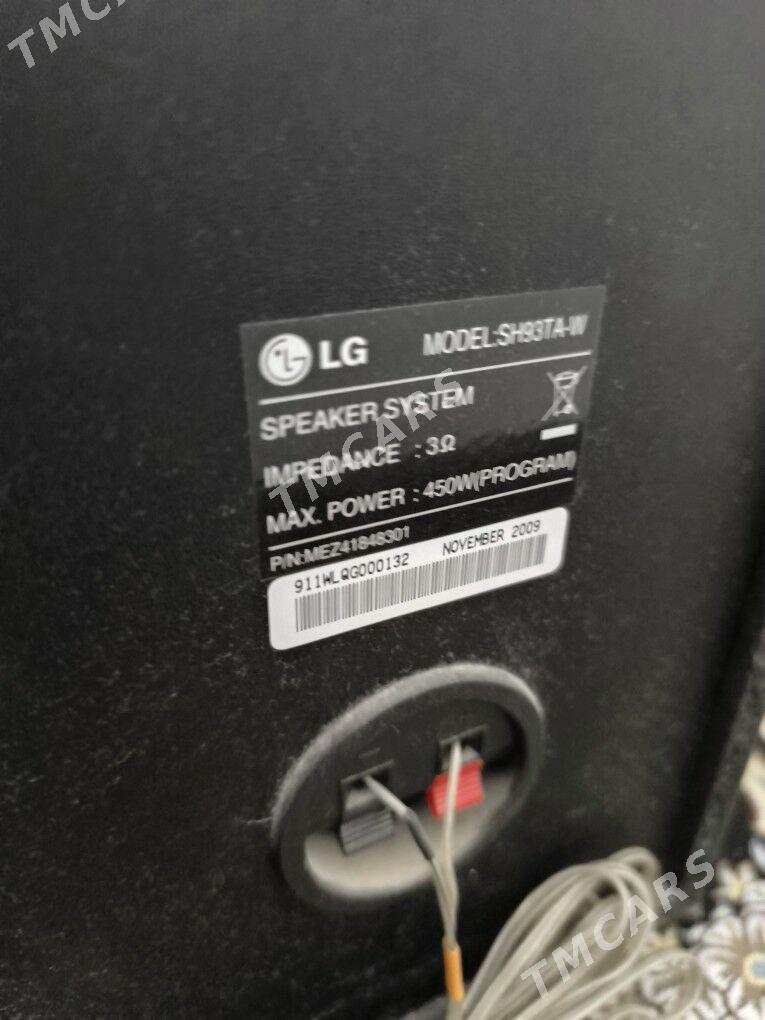 TMCARS
LG MODEL:SH93TA-W
SPEAKER SYSTEM
IMPEDANCE : 3Ω
MAX. POWER : 450W(PROGRAM)
P/N:MEZ41848301
911WLQG000132 NOVEMBER 2009
TMCARS
TMCARS